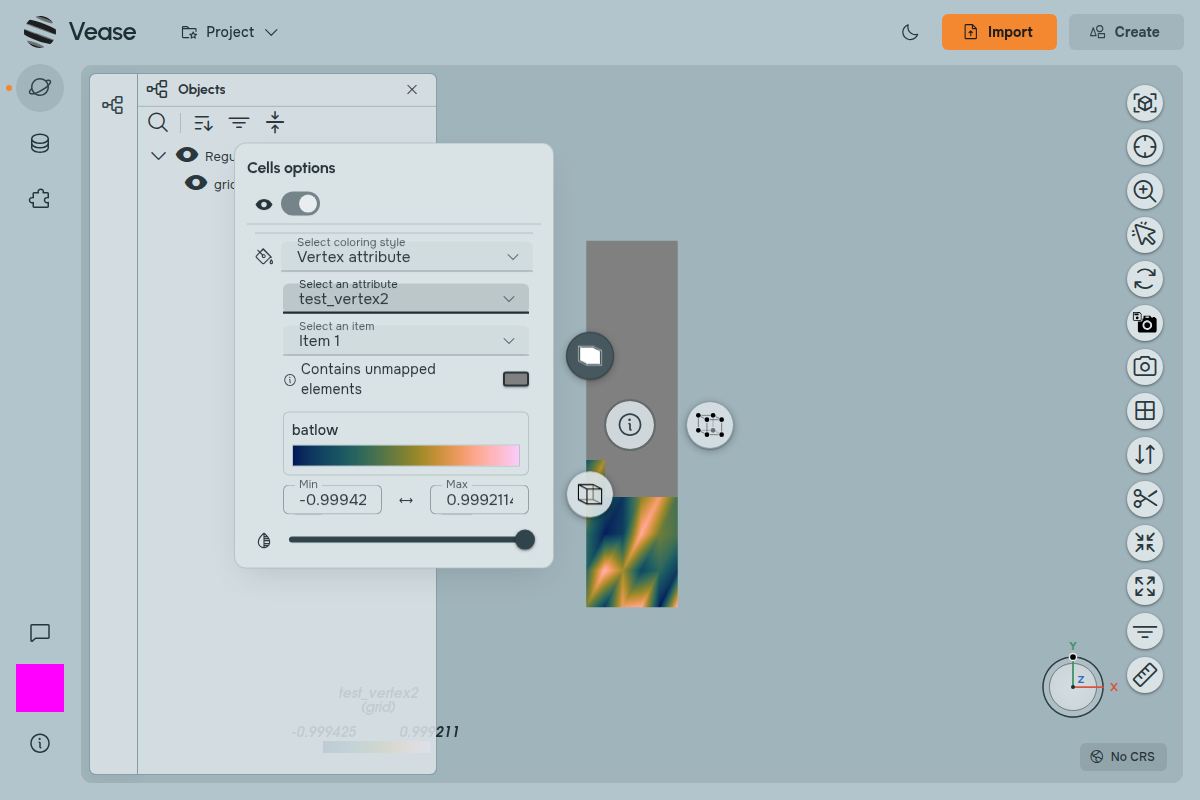 Vease
Project
Import
Create
Objects
Regu
grid
Cells options
Select coloring style
Vertex attribute
Select an attribute
test_vertex2
Select an item
Item 1
Contains unmapped
elements
batlow
Min
Max
-0.99942
0.999211
test_vertex2
(grid)
-0.999425
0.999211
Y
Z
X
No CRS